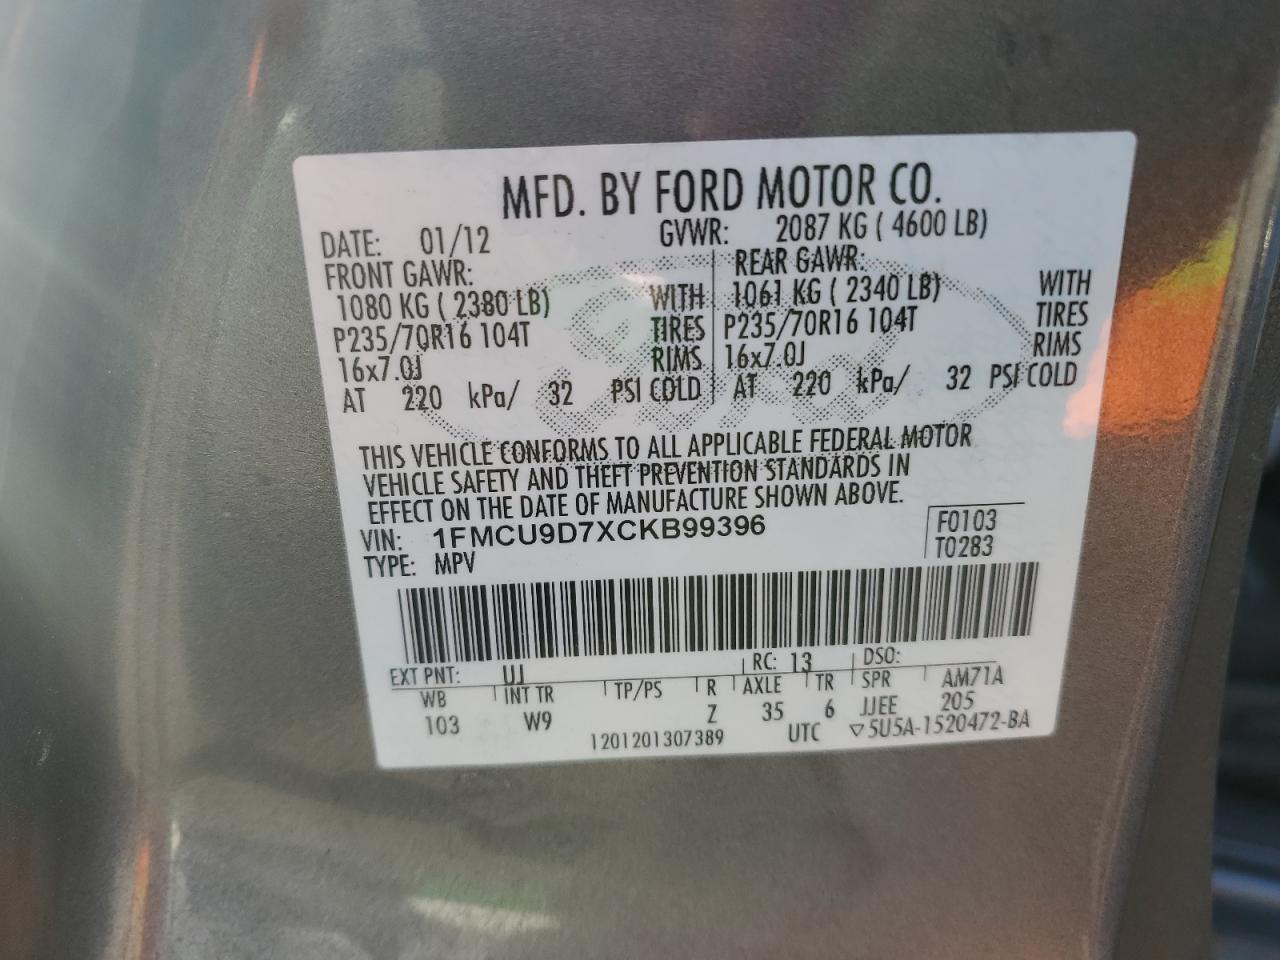 MFD. BY FORD MOTOR CO.
DATE: 01/12 GVWR: 2087 KG ( 4600 LB)
FRONT GAWR: REAR GAWR:
1080 KG ( 2380 LB) WITH 1061 KG ( 2340 LB) WITH
P235/70R16 104T TIRES P235/70R16 104T TIRES
16x7.0J RIMS 16x7.0J RIMS
AT 220 kPa/ 32 PSI COLD AT 220 kPa/ 32 PSI COLD
THIS VEHICLE CONFORMS TO ALL APPLICABLE FEDERAL MOTOR
VEHICLE SAFETY AND THEFT PREVENTION STANDARDS IN
EFFECT ON THE DATE OF MANUFACTURE SHOWN ABOVE.
VIN: 1FMCU9D7XCKB99396 F0103
TYPE: MPV T0283
EXT PNT: UJ RC: 13 DSO:
WB INT TR TP/PS R AXLE TR SPR AM71A
103 W9 Z 35 6 JJEE 205
1201201307389 UTC ▽5U5A-1520472-BA